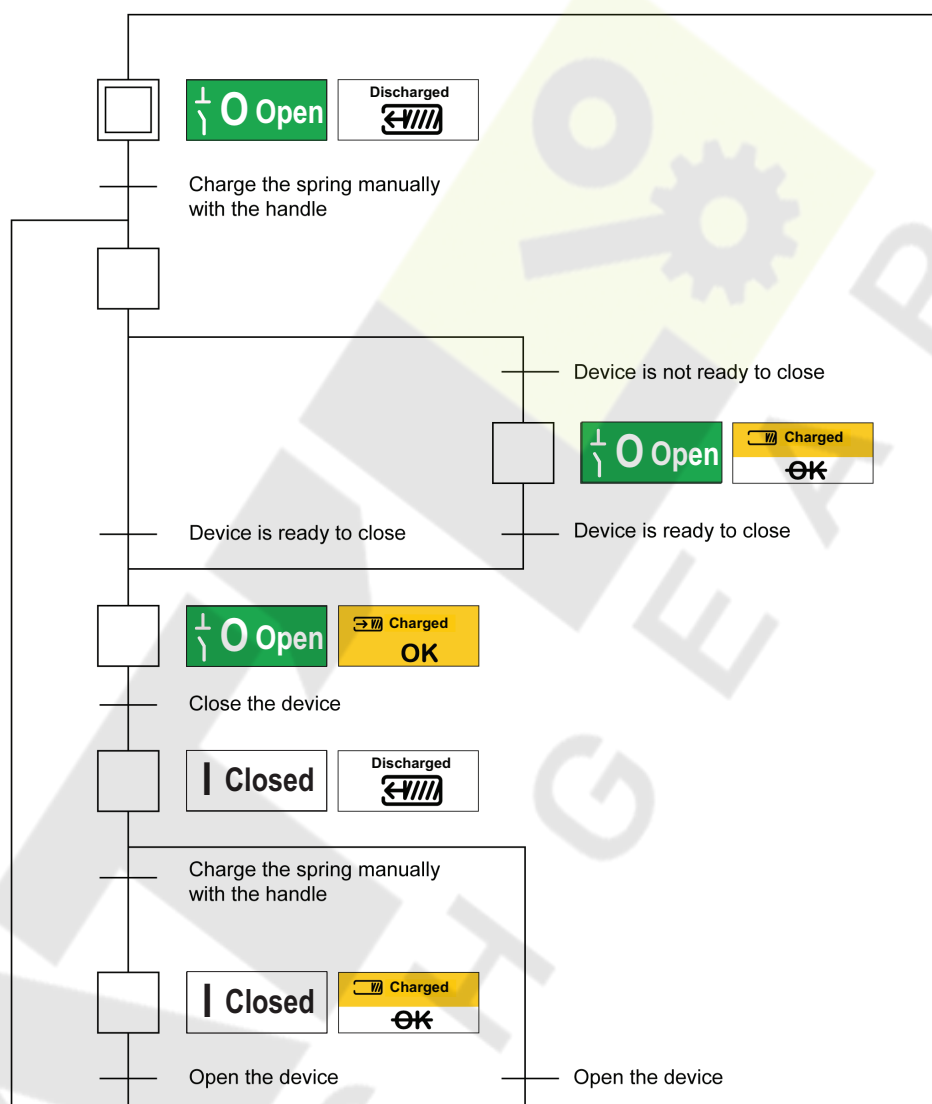 O Open
Discharged
Charge the spring manually
with the handle
Device is not ready to close
O Open
Charged
OK
Device is ready to close
Device is ready to close
O Open
Charged
OK
Close the device
I Closed
Discharged
Charge the spring manually
with the handle
I Closed
Charged
OK
Open the device
Open the device